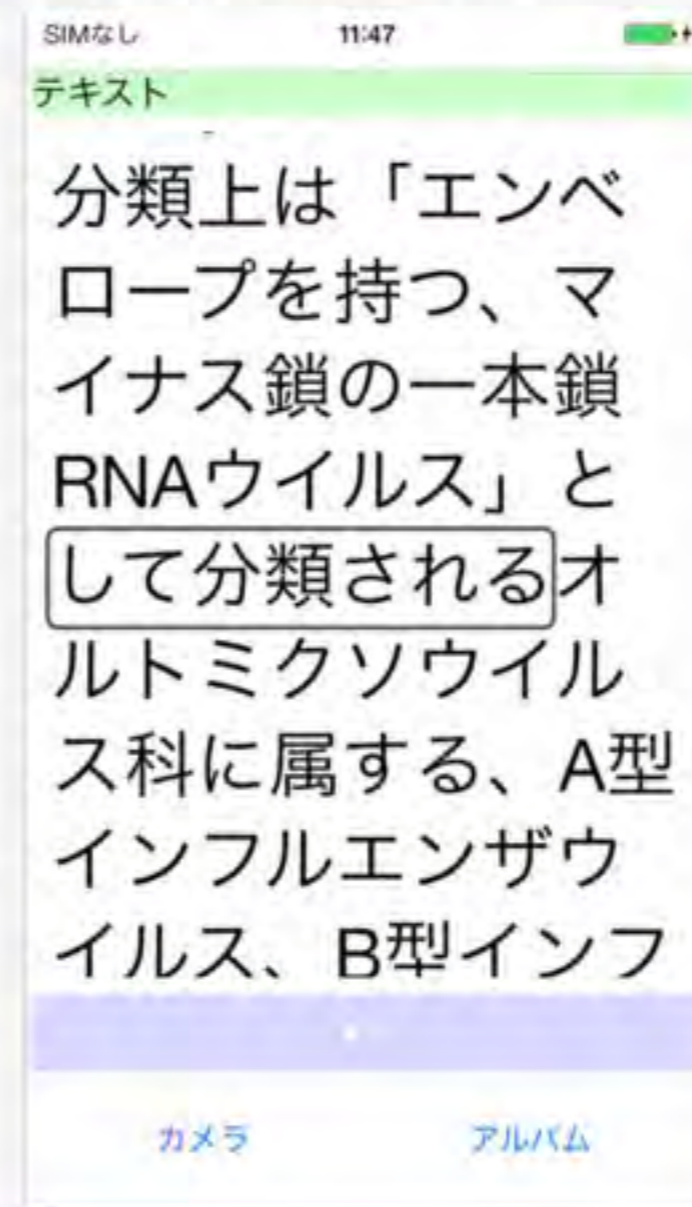 SIMなし 11:47
テキスト
分類上は「エンベ
ロープを持つ、マ
イナス鎖の一本鎖
RNAウイルス」と
して分類されるオ
ルトミクソウイル
ス科に属する、A型
インフルエンザウ
イルス、B型インフ
カメラ アルバム